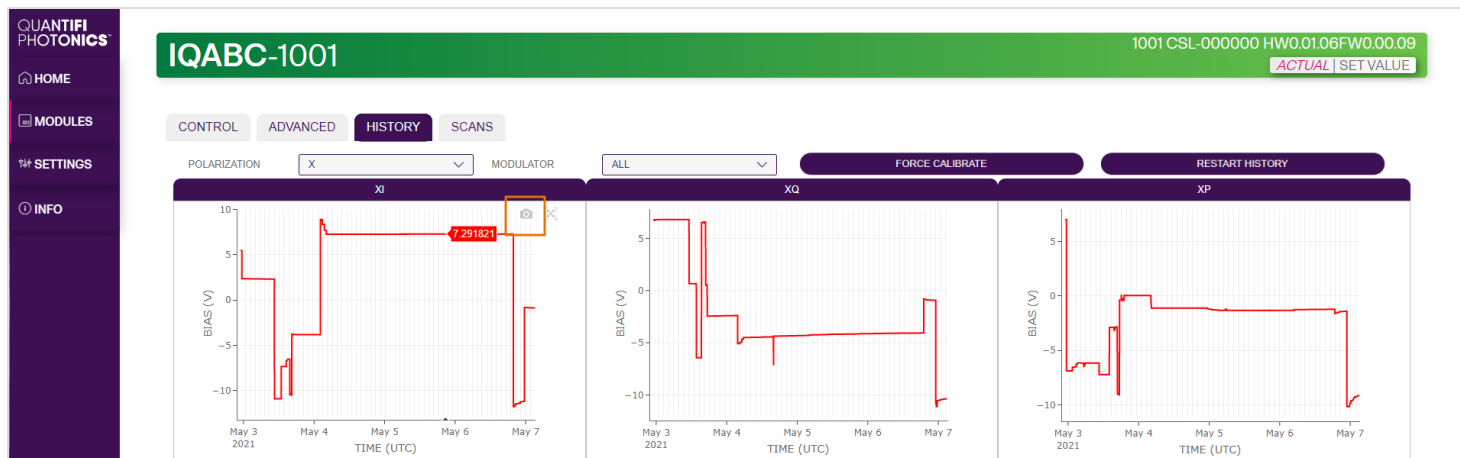 QUANTIFI
PHOTONICS™
HOME
MODULES
SETTINGS
INFO
IQABC-1001
1001 CSL-000000 HW0.01.06FW0.00.09
ACTUAL | SET VALUE
CONTROL ADVANCED HISTORY SCANS
POLARIZATION X MODULATOR ALL FORCE CALIBRATE RESTART HISTORY
XI
10
5
0
−5
−10
BIAS (V)
7.291821
May 3 May 4 May 5 May 6 May 7
2021
TIME (UTC)
XQ
5
0
−5
−10
BIAS (V)
May 3 May 4 May 5 May 6 May 7
2021
TIME (UTC)
XP
5
0
−5
−10
BIAS (V)
May 3 May 4 May 5 May 6 May 7
2021
TIME (UTC)